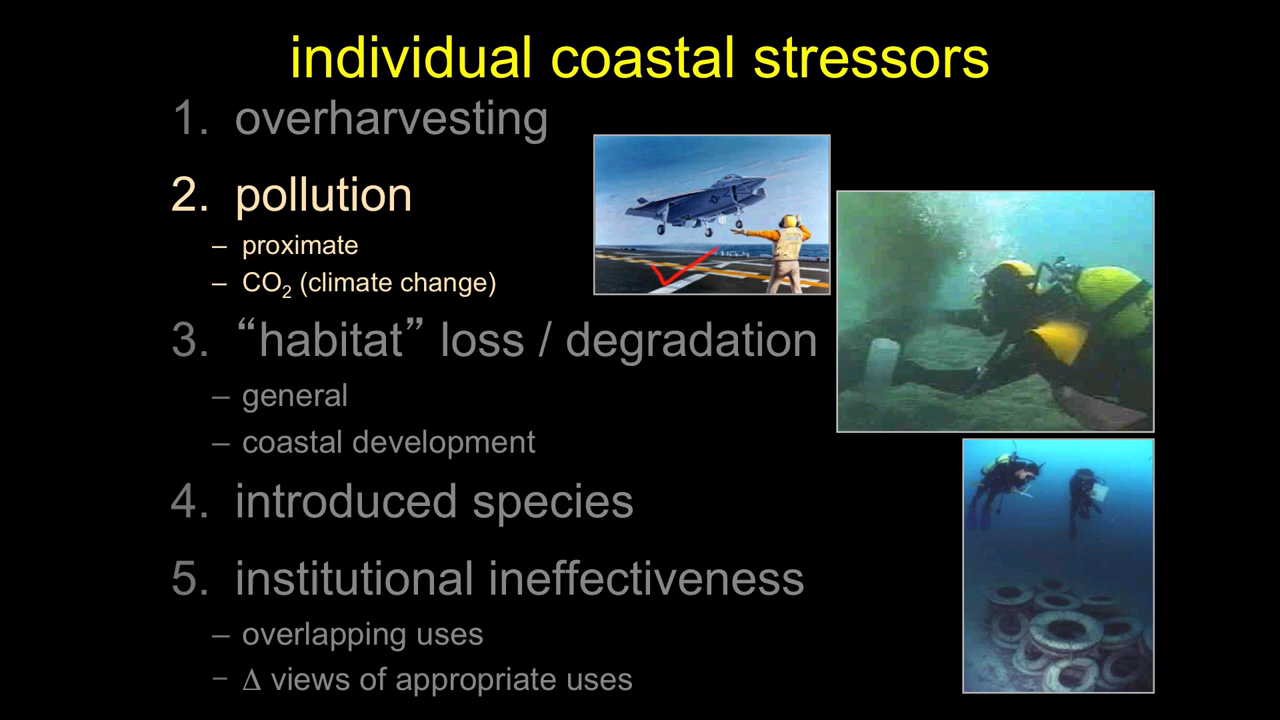 individual coastal stressors
1. overharvesting
2. pollution
– proximate
– CO₂ (climate change)
3. “habitat” loss / degradation
– general
– coastal development
4. introduced species
5. institutional ineffectiveness
– overlapping uses
– Δ views of appropriate uses